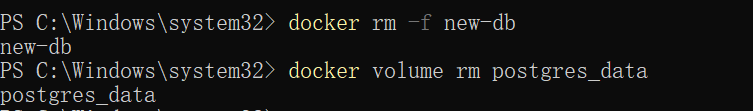 PS C:\Windows\system32> docker rm -f new-db
new-db
PS C:\Windows\system32> docker volume rm postgres_data
postgres_data